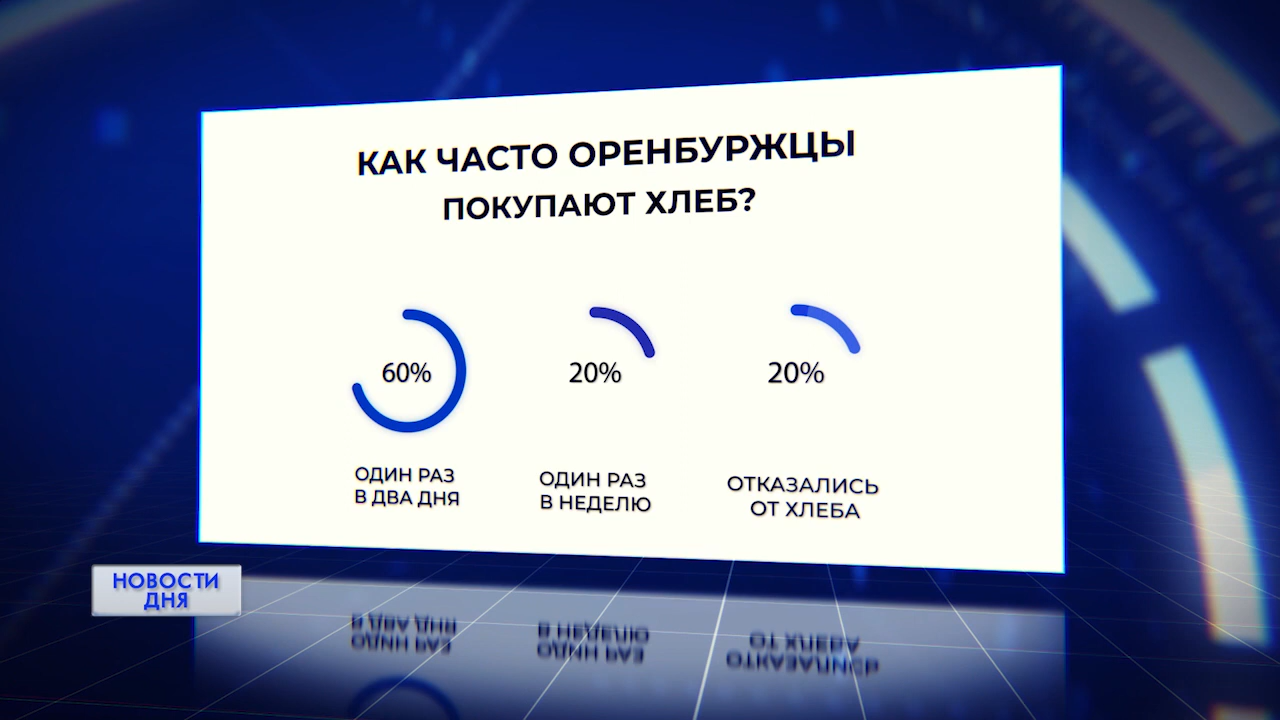 КАК ЧАСТО ОРЕНБУРЖЦЫ
ПОКУПАЮТ ХЛЕБ?
60%
20%
20%
ОДИН РАЗ
В ДВА ДНЯ
ОДИН РАЗ
В НЕДЕЛЮ
ОТКАЗАЛИСЬ
ОТ ХЛЕБА
НОВОСТИ
ДНЯ